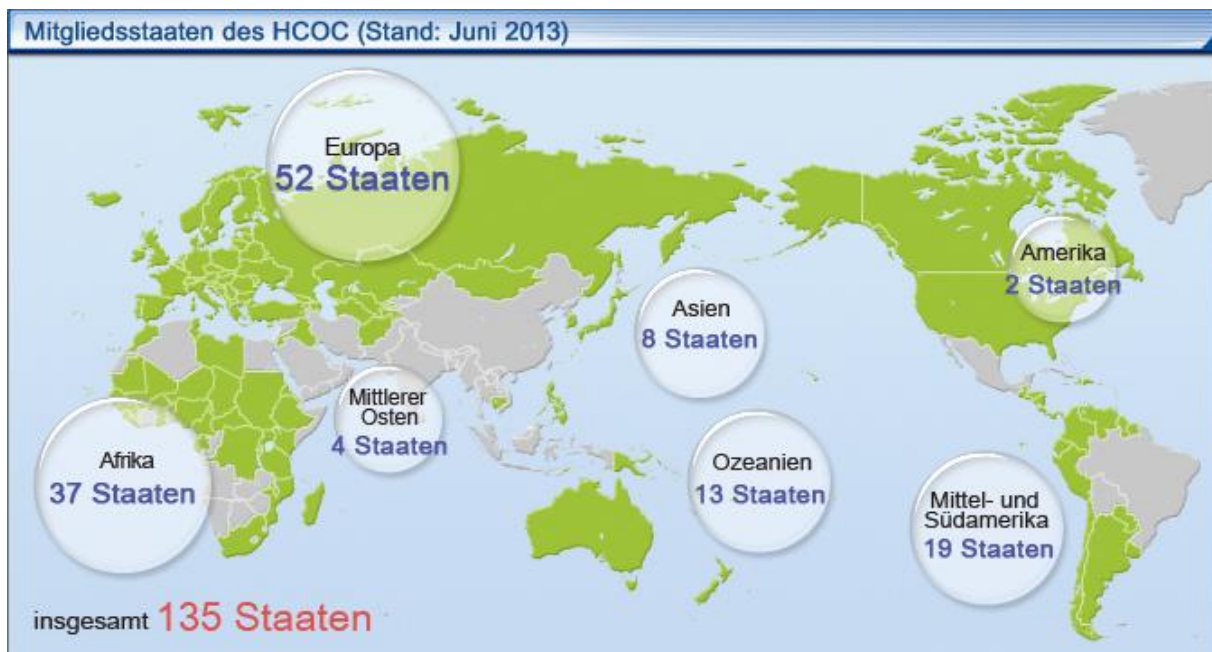 Mitgliedsstaaten des HCOC (Stand: Juni 2013)
Europa
52 Staaten
Amerika
2 Staaten
Asien
8 Staaten
Mittlerer
Osten
4 Staaten
Afrika
37 Staaten
Ozeanien
13 Staaten
Mittel- und
Südamerika
19 Staaten
insgesamt 135 Staaten